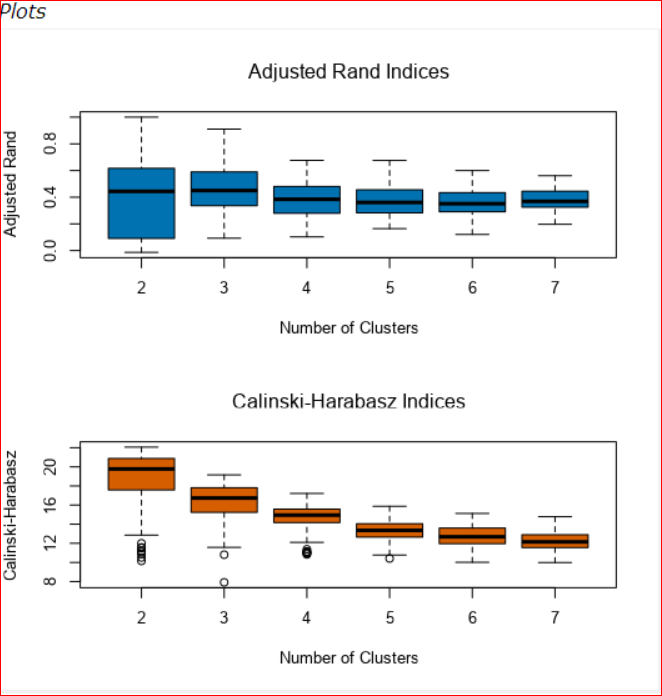 Plots
Adjusted Rand Indices
Adjusted Rand
0.8
0.4
0.0
2 3 4 5 6 7
Number of Clusters
Calinski-Harabasz Indices
Calinski-Harabasz
20
16
12
8
2 3 4 5 6 7
Number of Clusters